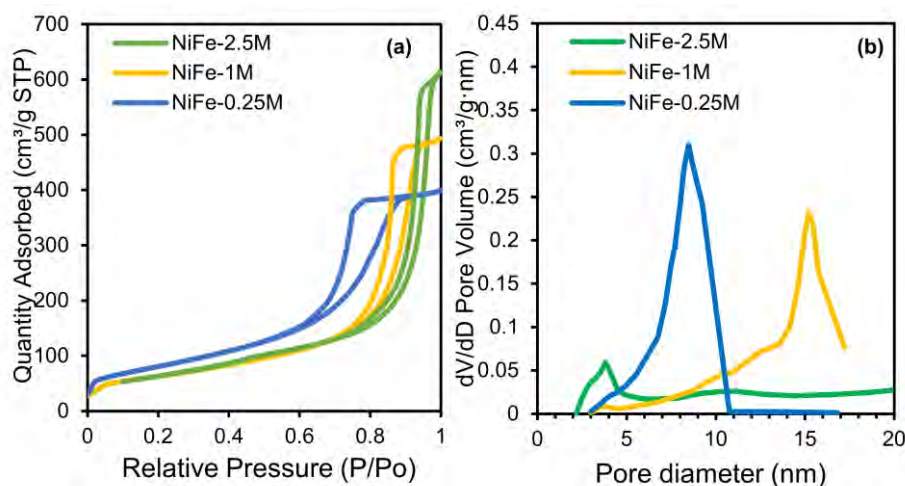 (a)
NiFe-2.5M
NiFe-1M
NiFe-0.25M
Quantity Adsorbed (cm³/g STP)
700
600
500
400
300
200
100
0
0
0.2
0.4
0.6
0.8
1
Relative Pressure (P/Po)
(b)
NiFe-2.5M
NiFe-1M
NiFe-0.25M
dV/dD Pore Volume (cm³/g·nm)
0.45
0.4
0.35
0.3
0.25
0.2
0.15
0.1
0.05
0
0
5
10
15
20
Pore diameter (nm)